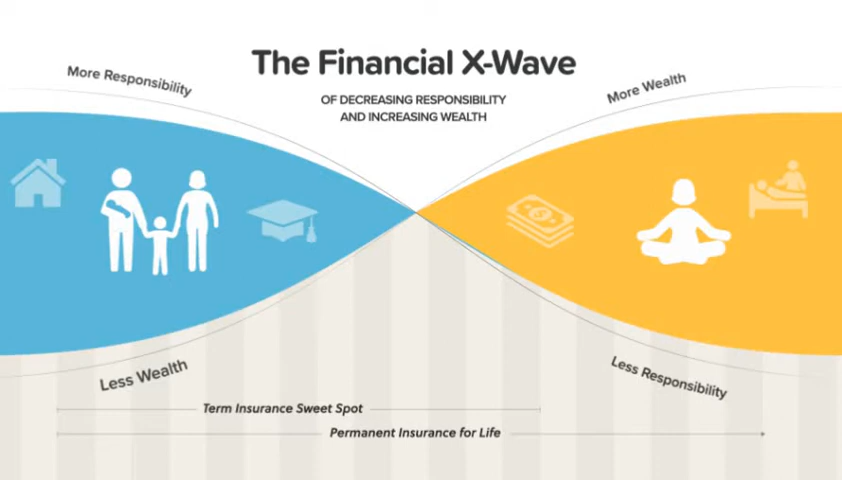 The Financial X-Wave
OF DECREASING RESPONSIBILITY
AND INCREASING WEALTH
More Responsibility
More Wealth
Less Wealth
Less Responsibility
Term Insurance Sweet Spot
Permanent Insurance for Life